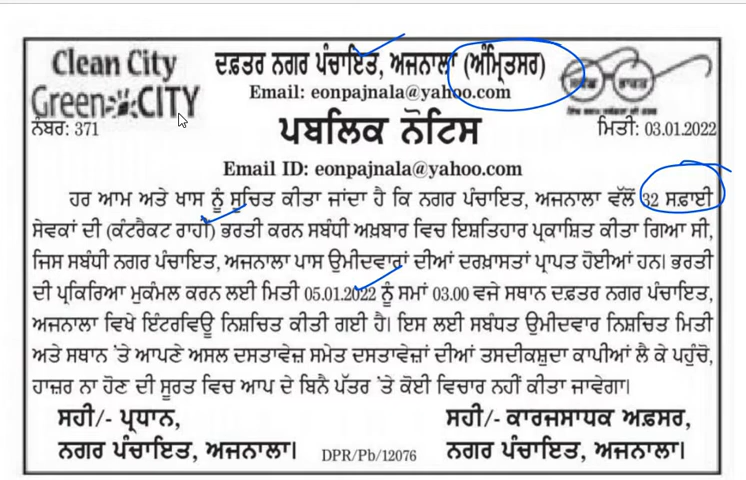 Clean City
Green CITY
ਦਫ਼ਤਰ ਨਗਰ ਪੰਚਾਇਤ, ਅਜਨਾਲਾ (ਅੰਮ੍ਰਿਤਸਰ)
Email: eonpajnala@yahoo.com
ਸਵੱਛ ਭਾਰਤ
ਨੰਬਰ: 371
ਪਬਲਿਕ ਨੋਟਿਸ
ਮਿਤੀ: 03.01.2022
Email ID: eonpajnala@yahoo.com
ਹਰ ਆਮ ਅਤੇ ਖਾਸ ਨੂੰ ਸੂਚਿਤ ਕੀਤਾ ਜਾਂਦਾ ਹੈ ਕਿ ਨਗਰ ਪੰਚਾਇਤ, ਅਜਨਾਲਾ ਵੱਲੋਂ 32 ਸਫ਼ਾਈ
ਸੇਵਕਾਂ ਦੀ (ਕੰਟਰੈਕਟ ਰਾਹੀਂ) ਭਰਤੀ ਕਰਨ ਸਬੰਧੀ ਅਖ਼ਬਾਰ ਵਿਚ ਇਸ਼ਤਿਹਾਰ ਪ੍ਰਕਾਸ਼ਿਤ ਕੀਤਾ ਗਿਆ ਸੀ,
ਜਿਸ ਸਬੰਧੀ ਨਗਰ ਪੰਚਾਇਤ, ਅਜਨਾਲਾ ਪਾਸ ਉਮੀਦਵਾਰਾਂ ਦੀਆਂ ਦਰਖ਼ਾਸਤਾਂ ਪ੍ਰਾਪਤ ਹੋਈਆਂ ਹਨ। ਭਰਤੀ
ਦੀ ਪ੍ਰਕਿਰਿਆ ਮੁਕੰਮਲ ਕਰਨ ਲਈ ਮਿਤੀ 05.01.2022 ਨੂੰ ਸਮਾਂ 03.00 ਵਜੇ ਸਥਾਨ ਦਫ਼ਤਰ ਨਗਰ ਪੰਚਾਇਤ,
ਅਜਨਾਲਾ ਵਿਖੇ ਇੰਟਰਵਿਊ ਨਿਸ਼ਚਿਤ ਕੀਤੀ ਗਈ ਹੈ। ਇਸ ਲਈ ਸਬੰਧਤ ਉਮੀਦਵਾਰ ਨਿਸ਼ਚਿਤ ਮਿਤੀ
ਅਤੇ ਸਥਾਨ 'ਤੇ ਆਪਣੇ ਅਸਲ ਦਸਤਾਵੇਜ਼ ਸਮੇਤ ਦਸਤਾਵੇਜ਼ਾਂ ਦੀਆਂ ਤਸਦੀਕਸ਼ੁਦਾ ਕਾਪੀਆਂ ਲੈ ਕੇ ਪਹੁੰਚੋ,
ਹਾਜ਼ਰ ਨਾ ਹੋਣ ਦੀ ਸੂਰਤ ਵਿਚ ਆਪ ਦੇ ਬਿਨੈ ਪੱਤਰ 'ਤੇ ਕੋਈ ਵਿਚਾਰ ਨਹੀਂ ਕੀਤਾ ਜਾਵੇਗਾ।
ਸਹੀ/- ਪ੍ਰਧਾਨ,
ਨਗਰ ਪੰਚਾਇਤ, ਅਜਨਾਲਾ।
DPR/Pb/12076
ਸਹੀ/- ਕਾਰਜਸਾਧਕ ਅਫ਼ਸਰ,
ਨਗਰ ਪੰਚਾਇਤ, ਅਜਨਾਲਾ।